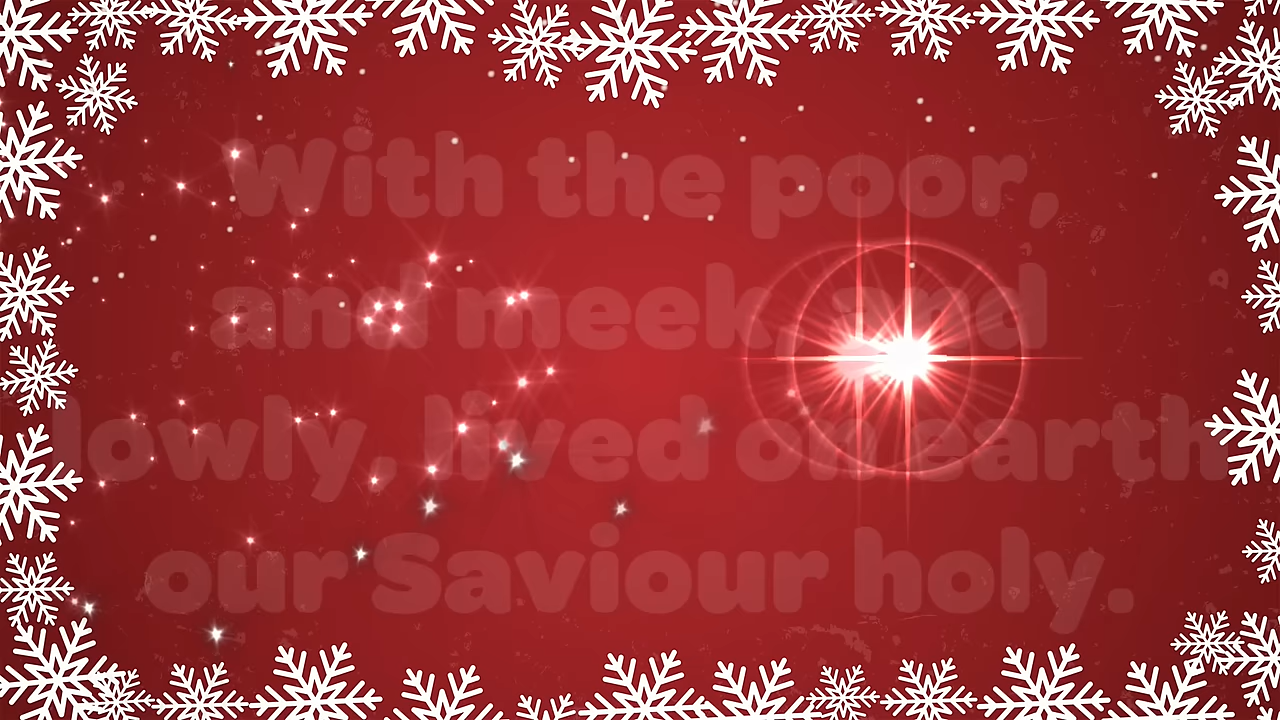 With the poor,
and meek, and
lowly, lived on earth
our Saviour holy.